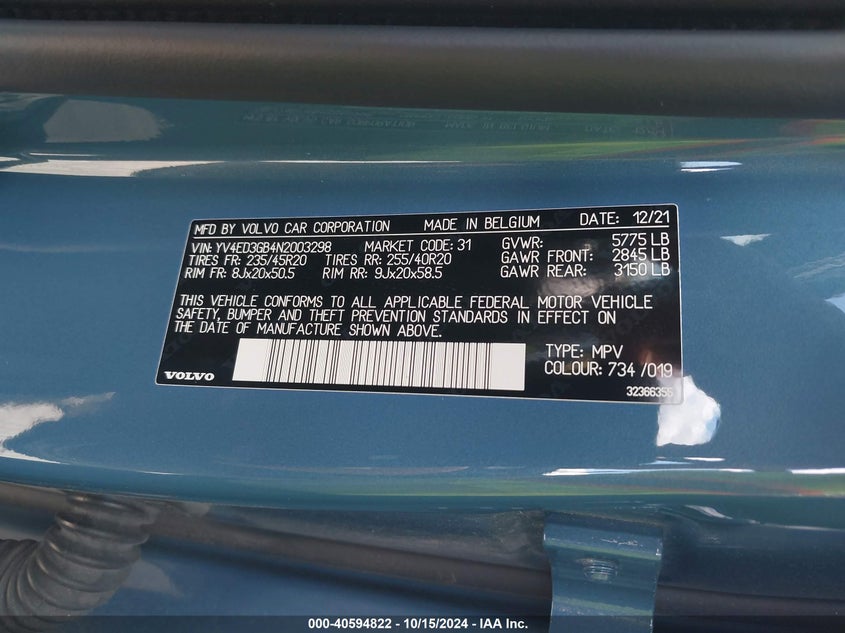 MFD BY VOLVO CAR CORPORATION MADE IN BELGIUM DATE: 12/21
VIN: YV4ED3GB4N2003298 MARKET CODE: 31 GVWR: 5775 LB
TIRES FR: 235/45R20 TIRES RR: 255/40R20 GAWR FRONT: 2845 LB
RIM FR: 8Jx20x50.5 RIM RR: 9Jx20x58.5 GAWR REAR: 3150 LB
THIS VEHICLE CONFORMS TO ALL APPLICABLE FEDERAL MOTOR VEHICLE
SAFETY, BUMPER AND THEFT PREVENTION STANDARDS IN EFFECT ON
THE DATE OF MANUFACTURE SHOWN ABOVE.
TYPE: MPV
COLOUR: 734 /019
VOLVO
32366356
000-40594822 - 10/15/2024 - IAA Inc.